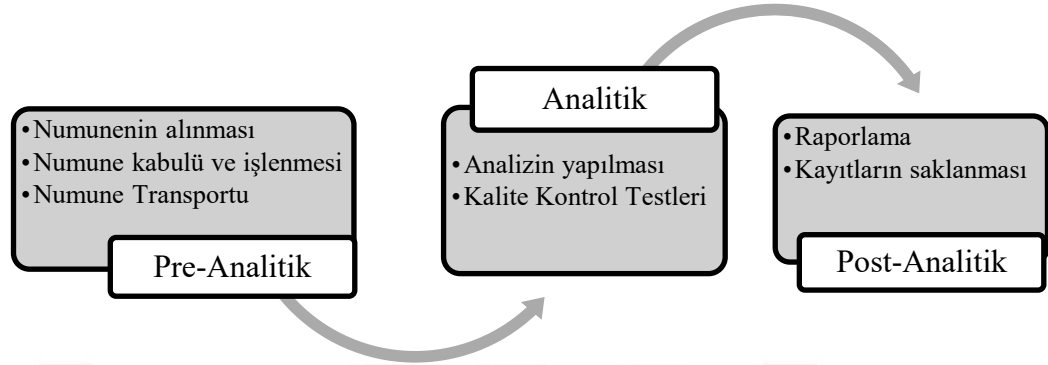 •Numunenin alınması
•Numune kabulü ve işlenmesi
•Numune Transportu
Pre-Analitik
Analitik
•Analizin yapılması
•Kalite Kontrol Testleri
•Raporlama
•Kayıtların saklanması
Post-Analitik